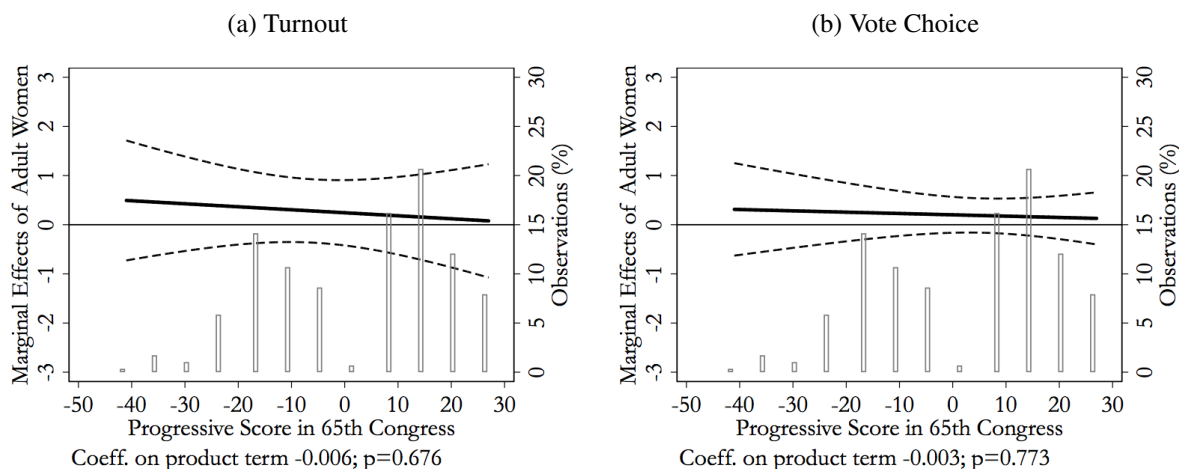 (a) Turnout
Marginal Effects of Adult Women
3
2
1
0
-1
-2
-3
30
25
20
15
10
5
0
Observations (%)
-50 -40 -30 -20 -10 0 10 20 30
Progressive Score in 65th Congress
Coeff. on product term -0.006; p=0.676
(b) Vote Choice
Marginal Effects of Adult Women
3
2
1
0
-1
-2
-3
30
25
20
15
10
5
0
Observations (%)
-50 -40 -30 -20 -10 0 10 20 30
Progressive Score in 65th Congress
Coeff. on product term -0.003; p=0.773